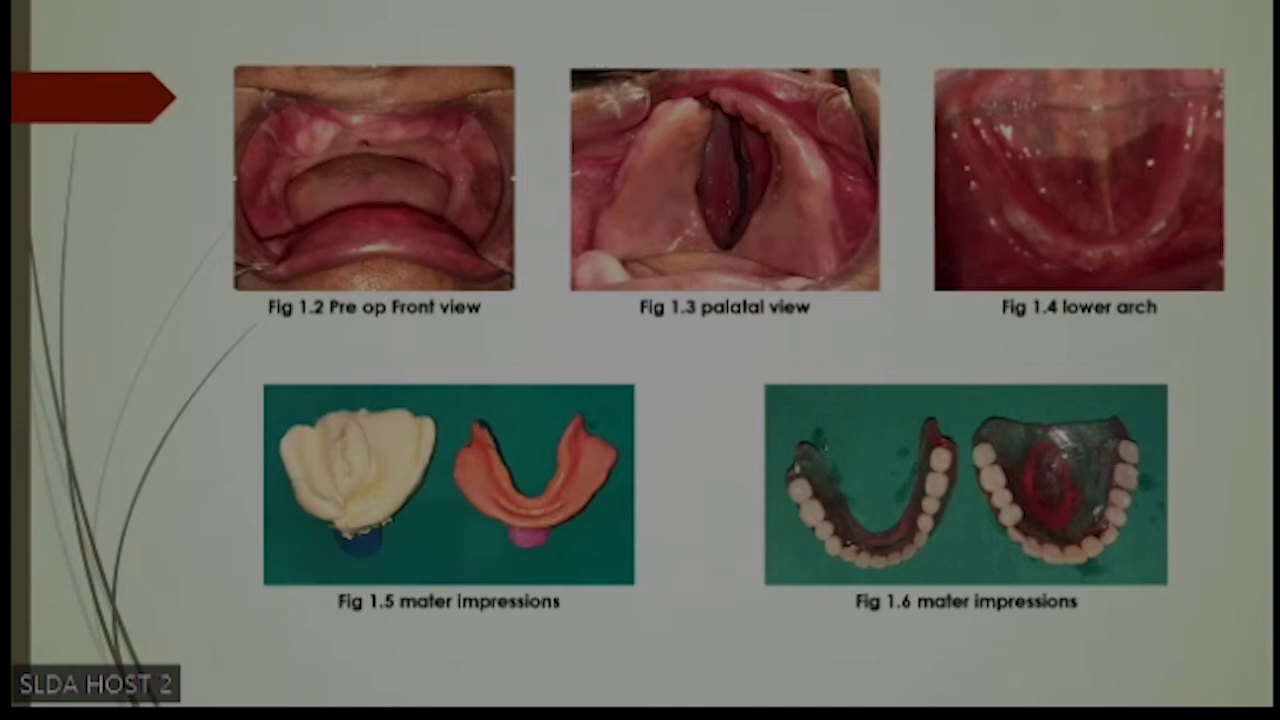 Fig 1.2 Pre op Front view
Fig 1.3 palatal view
Fig 1.4 lower arch
Fig 1.5 mater impressions
Fig 1.6 mater impressions
SLDA HOST 2